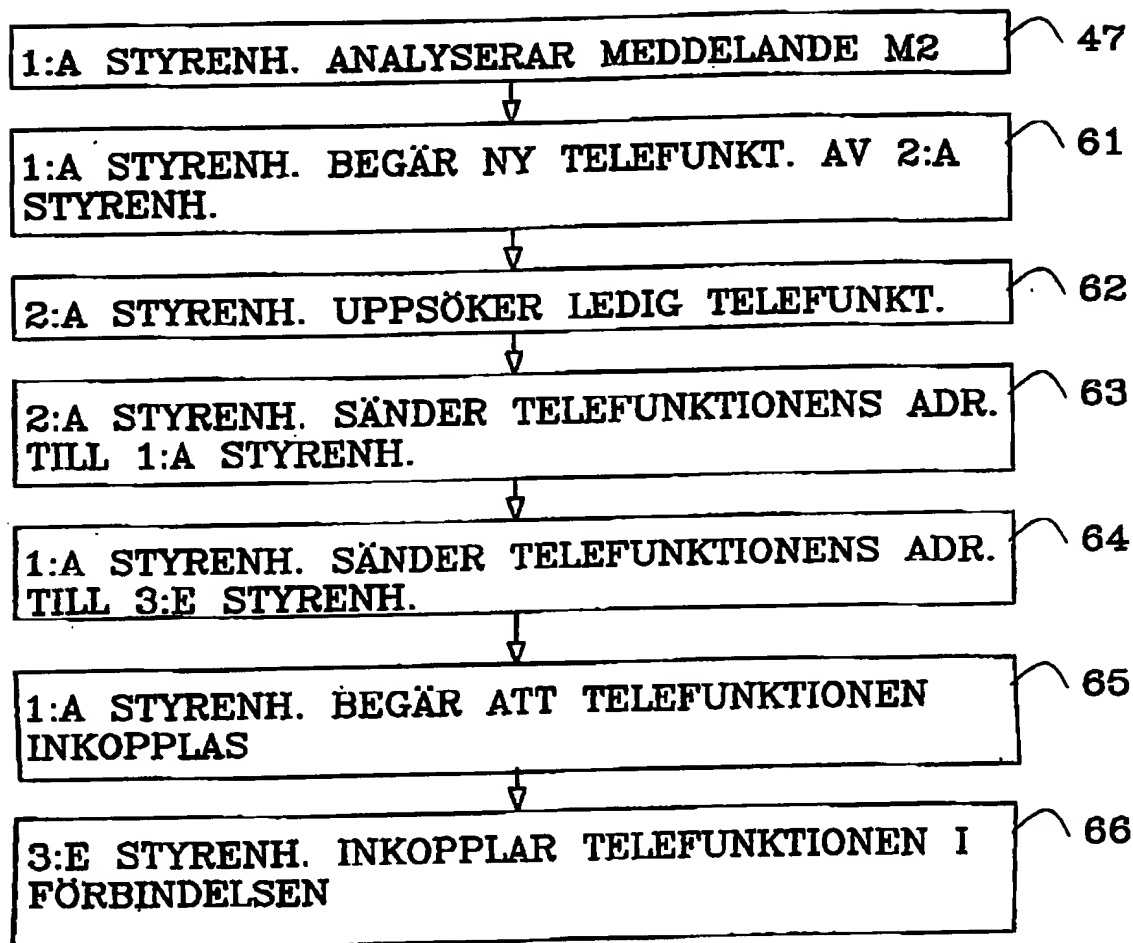 1:A STYRENH. ANALYSERAR MEDDELANDE M2
47
1:A STYRENH. BEGÄR NY TELEFUNKT. AV 2:A
STYRENH.
61
2:A STYRENH. UPPSÖKER LEDIG TELEFUNKT.
62
2:A STYRENH. SÄNDER TELEFUNKTIONENS ADR.
TILL 1:A STYRENH.
63
1:A STYRENH. SÄNDER TELEFUNKTIONENS ADR.
TILL 3:E STYRENH.
64
1:A STYRENH. BEGÄR ATT TELEFUNKTIONEN
INKOPPLAS
65
3:E STYRENH. INKOPPLAR TELEFUNKTIONEN I
FÖRBINDELSEN
66